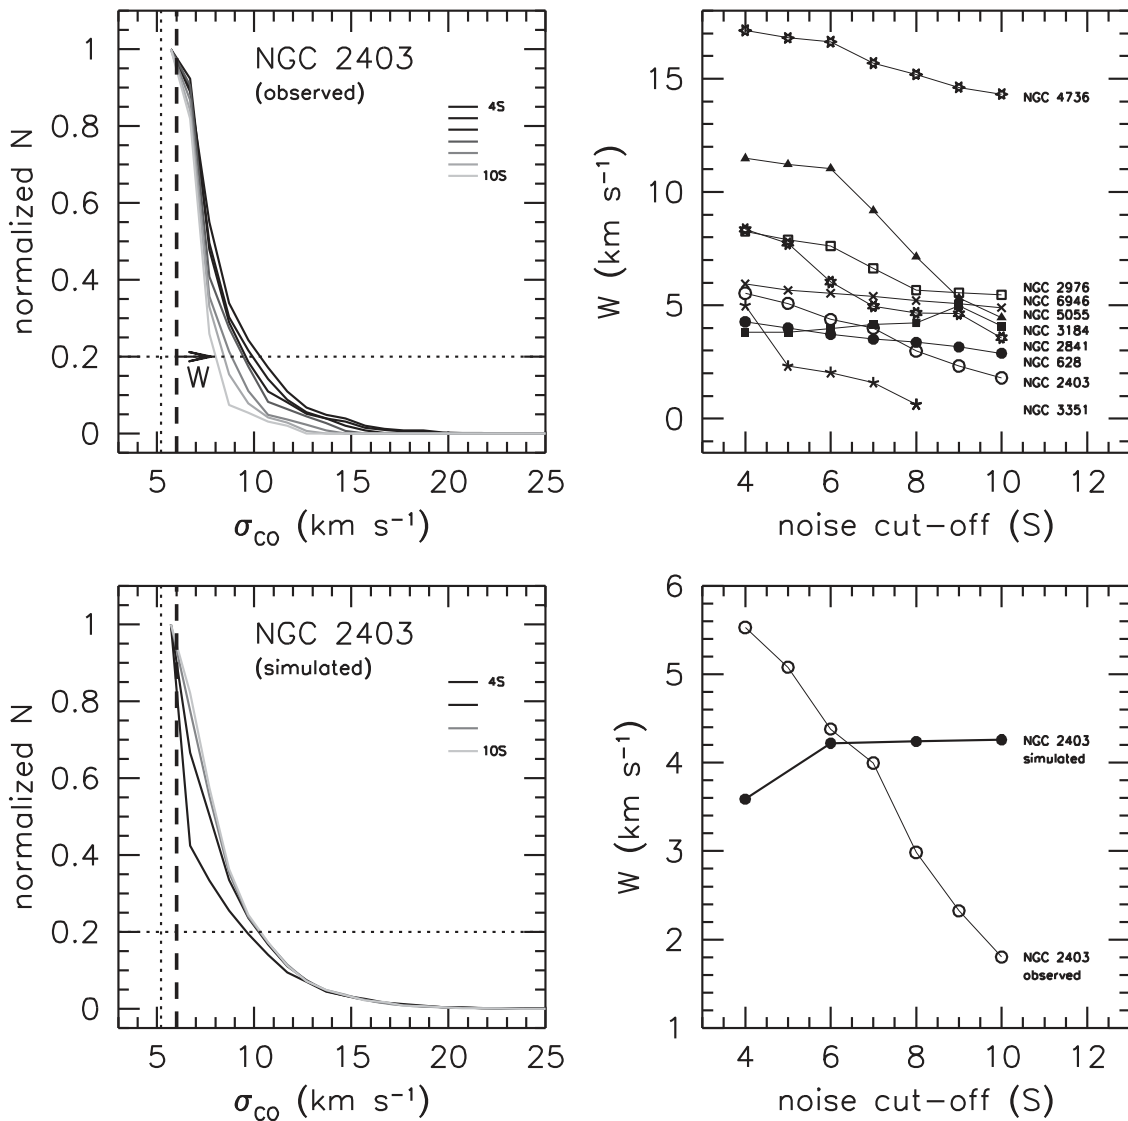 NGC 2403
(observed)
4S
10S
1
0.8
0.6
0.4
0.2
0
W
normalized N
5 10 15 20 25
σCO (km s−1)
15
10
5
0
W (km s−1)
NGC 4736
NGC 2976
NGC 6946
NGC 5055
NGC 3184
NGC 2841
NGC 628
NGC 2403
NGC 3351
4 6 8 10 12
noise cut-off (S)
NGC 2403
(simulated)
4S
10S
1
0.8
0.6
0.4
0.2
0
normalized N
5 10 15 20 25
σCO (km s−1)
6
5
4
3
2
1
W (km s−1)
NGC 2403
simulated
NGC 2403
observed
4 6 8 10 12
noise cut-off (S)